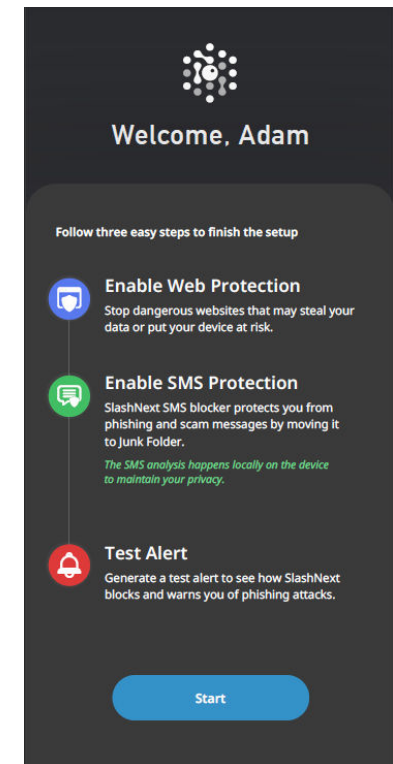 Welcome, Adam
Follow three easy steps to finish the setup
Enable Web Protection
Stop dangerous websites that may steal your
data or put your device at risk.
Enable SMS Protection
SlashNext SMS blocker protects you from
phishing and scam messages by moving it
to Junk Folder.
The SMS analysis happens locally on the device
to maintain your privacy.
Test Alert
Generate a test alert to see how SlashNext
blocks and warns you of phishing attacks.
Start